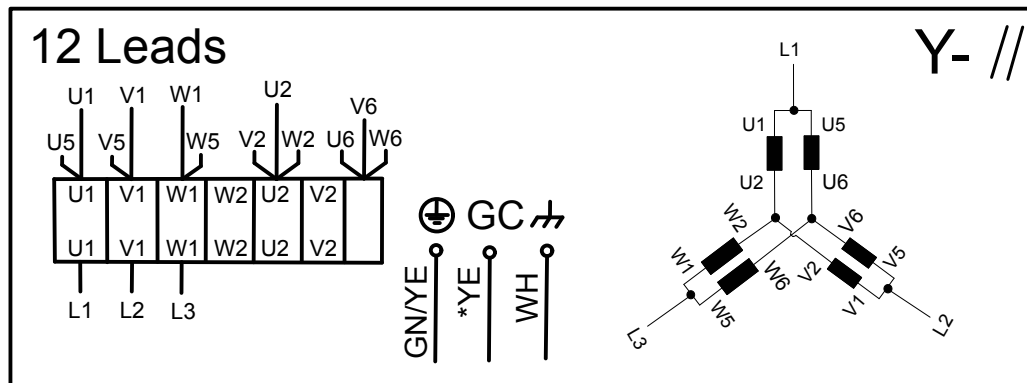 12 Leads
Y- //
U1 V1 W1 U2 V6
U5 V5 W5 V2 W2 U6 W6
U1 V1 W1 W2 U2 V2
U1 V1 W1 W2 U2 V2
L1 L2 L3
GC
GN/YE
*YE
WH
L1
U1 U5
U2 U6
W2 V6
W1 W6 V2 V5
W5 V1
L3 L2